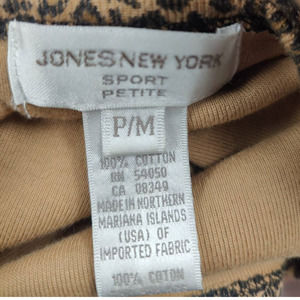 JONES NEW YORK
SPORT
PETITE
P/M
100% COTTON
RN 54050
CA 08349
MADE IN NORTHERN
MARIANA ISLANDS
(USA) OF
IMPORTED FABRIC
100% COTON